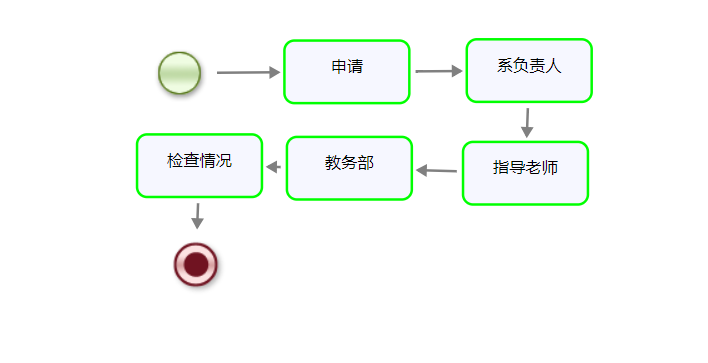 申请
系负责人
指导老师
教务部
检查情况